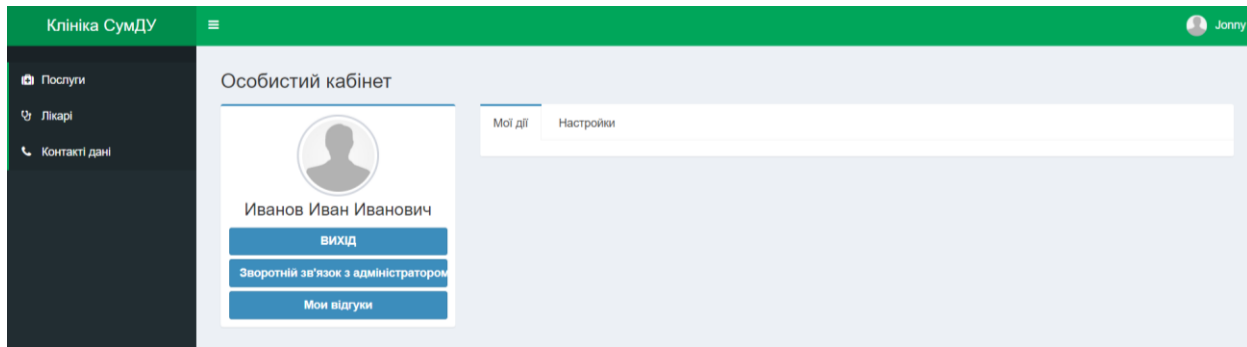 Клініка СумДУ
Jonny
Послуги
Лікарі
Контакті дані
Особистий кабінет
Иванов Иван Иванович
ВИХІД
Зворотній зв'язок з адміністратором
Мои відгуки
Мої дії Настройки